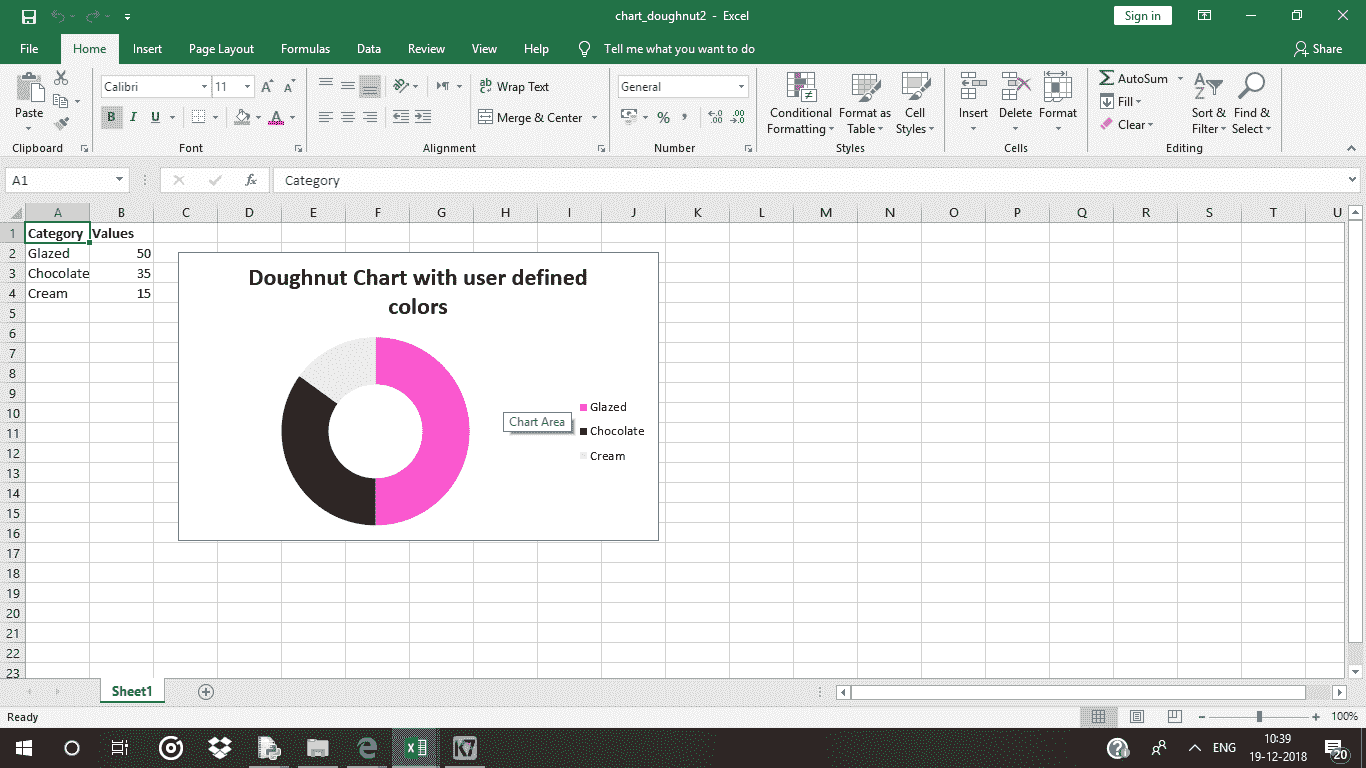 chart_doughnut2 - Excel
Sign in
File Home Insert Page Layout Formulas Data Review View Help Tell me what you want to do Share
Calibri 11 Wrap Text General AutoSum
Paste Conditional Format as Cell Insert Delete Format Fill Sort & Find &
B I U Merge & Center % , Formatting Table Styles Clear Filter Select
Clipboard Font Alignment Number Styles Cells Editing
A1 fx Category
A B C D E F G H I J K L M N O P Q R S T U
1 Category Values
2 Glazed 50
3 Chocolate 35
4 Cream 15
5
6
7
8
9
10
11
12
13
14
15
16
17
18
19
20
21
22
23
Doughnut Chart with user defined
colors
Glazed
Chart Area
Chocolate
Cream
Sheet1
Ready 100%
K7 ENG 10:39
19-12-2018 20